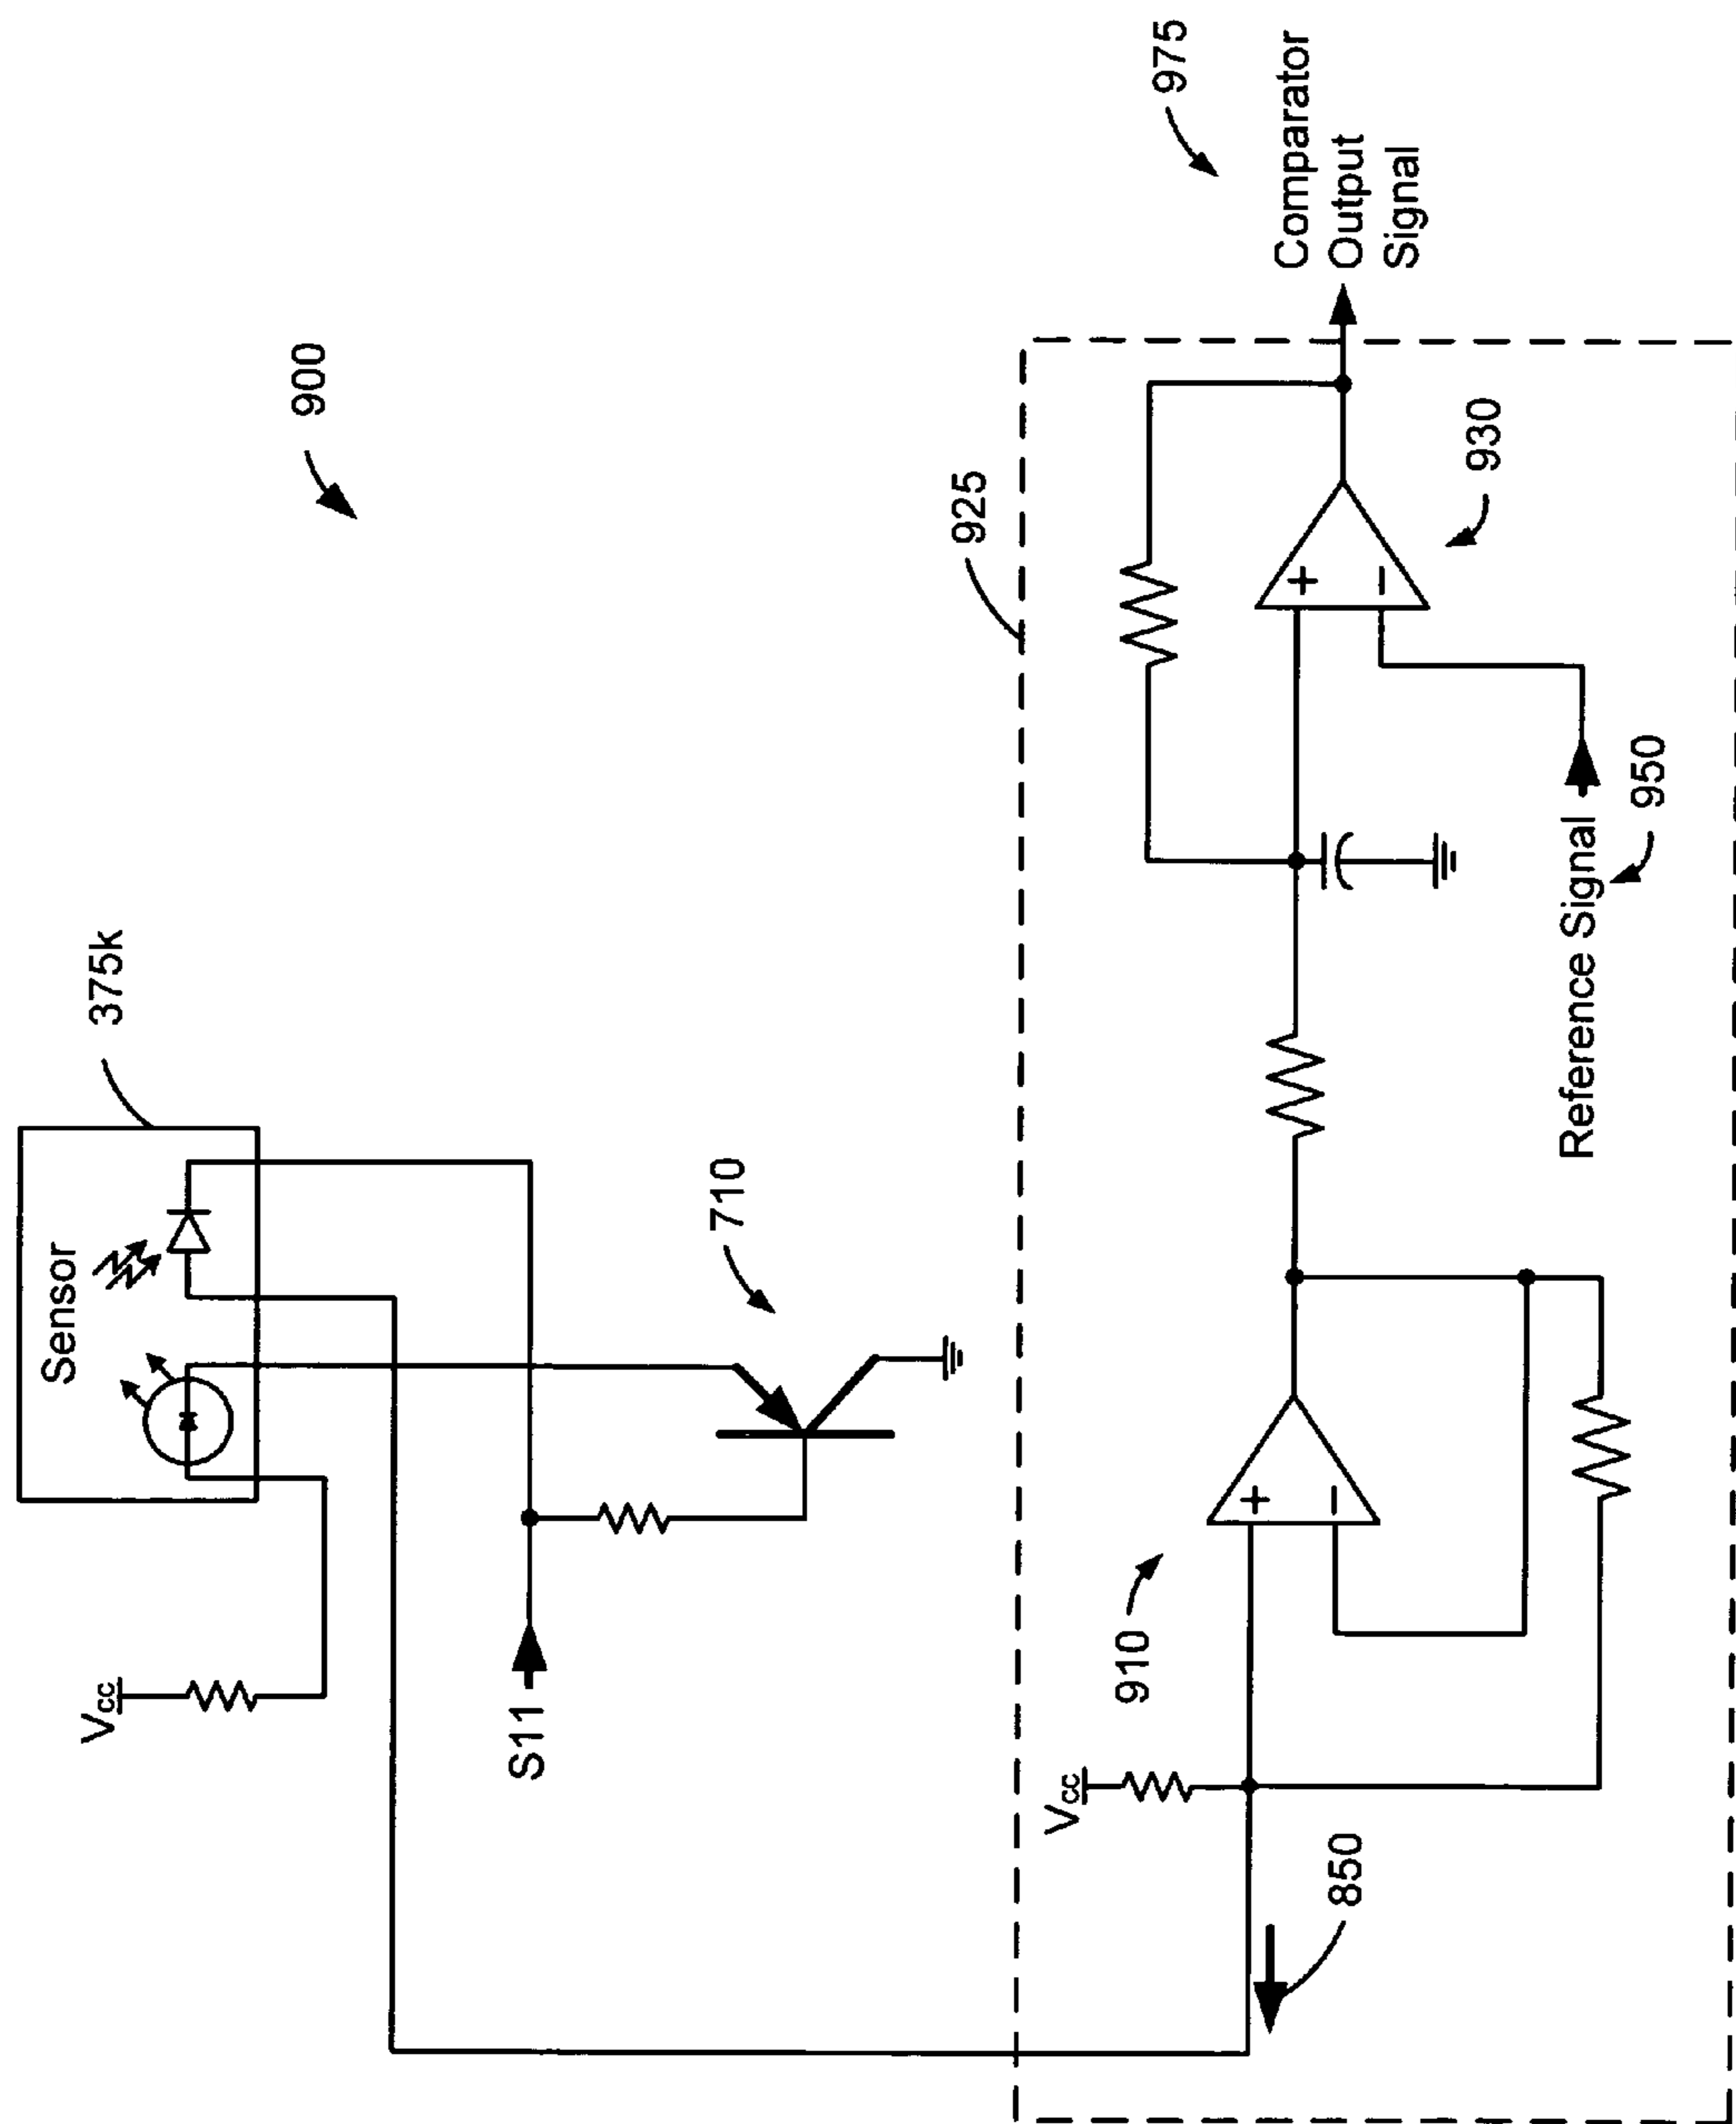 900
375k
Sensor
Vcc
S11
710
925
975
Comparator
Output
Signal
Vcc
910
+
−
850
+
−
930
Reference Signal
950